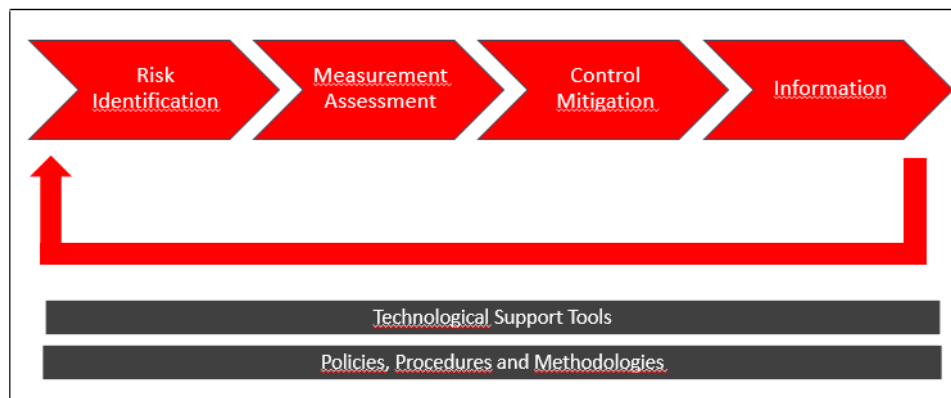 Risk
Identification
Measurement
Assessment
Control
Mitigation
Information
Technological Support Tools
Policies, Procedures and Methodologies